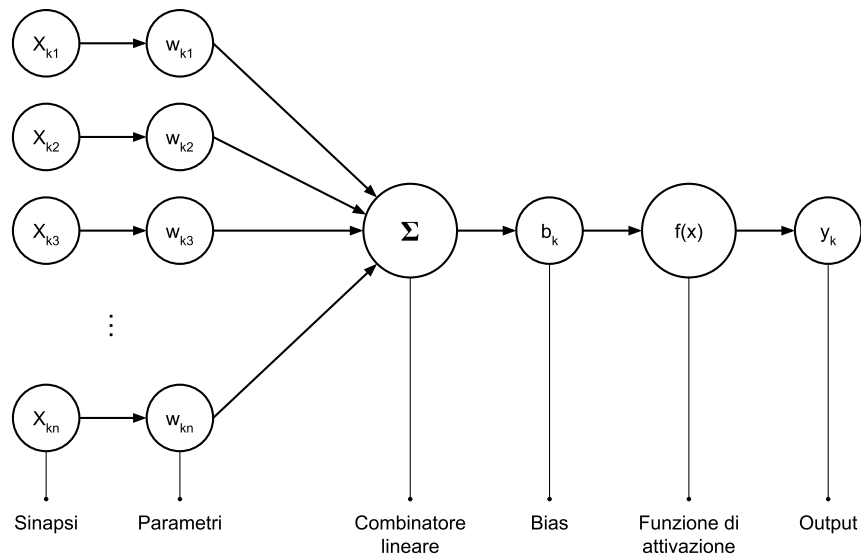 X_k1 w_k1
X_k2 w_k2
X_k3 w_k3 Σ b_k f(x) y_k
⋮
X_kn w_kn
Sinapsi Parametri Combinatore lineare Bias Funzione di attivazione Output